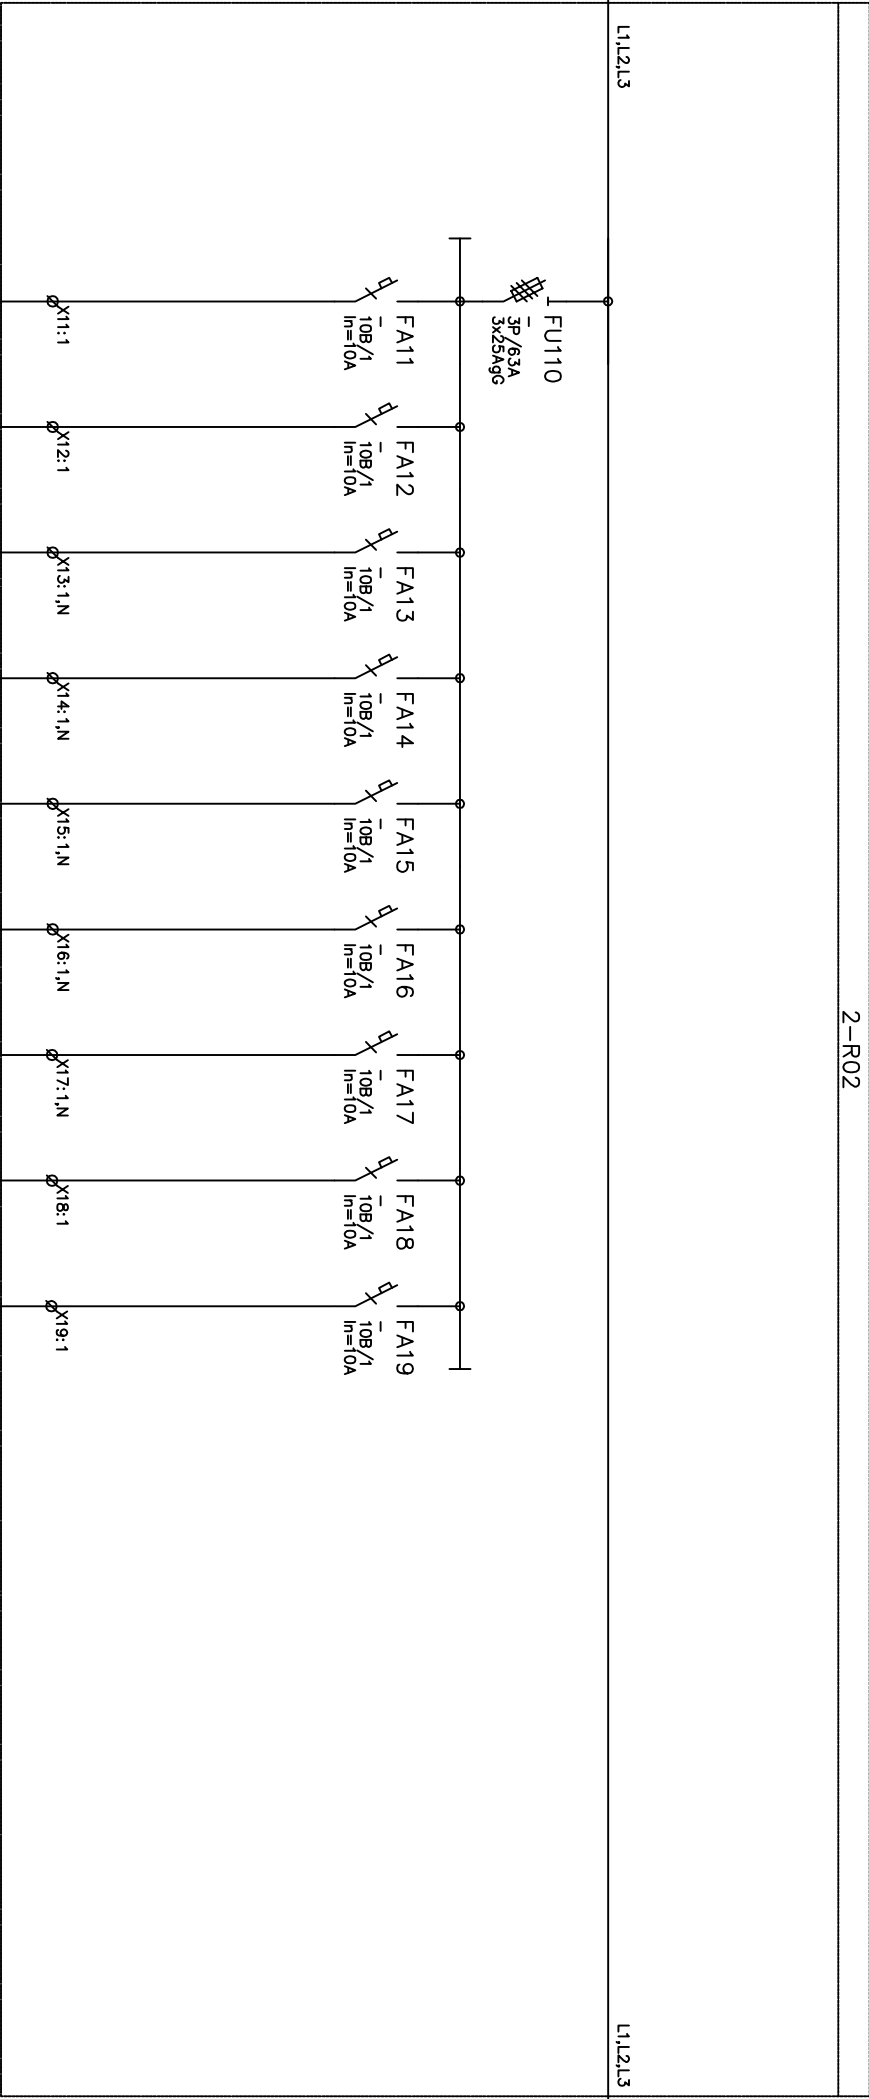 2-R02
L1,L2,L3
L1,L2,L3
FU110
-
3P/63A
3x25AgG
FA11
-
10B/1
In=10A
FA12
-
10B/1
In=10A
FA13
-
10B/1
In=10A
FA14
-
10B/1
In=10A
FA15
-
10B/1
In=10A
FA16
-
10B/1
In=10A
FA17
-
10B/1
In=10A
FA18
-
10B/1
In=10A
FA19
-
10B/1
In=10A
X11:1
X12:1
X13:1,N
X14:1,N
X15:1,N
X16:1,N
X17:1,N
X18:1
X19:1